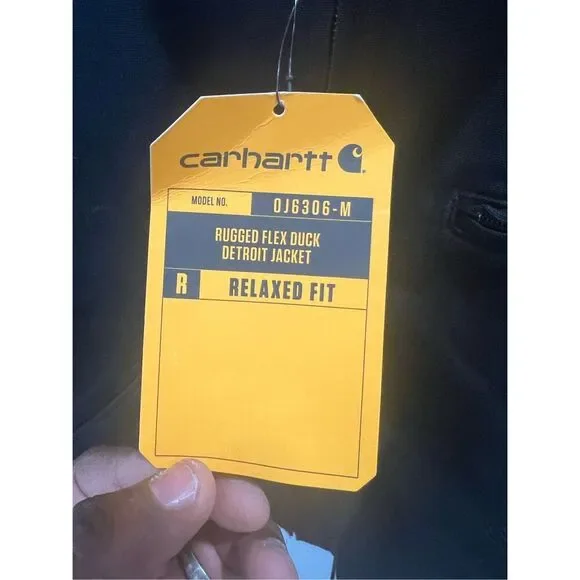 carhartt
MODEL NO. OJ6306-M
RUGGED FLEX DUCK
DETROIT JACKET
R RELAXED FIT